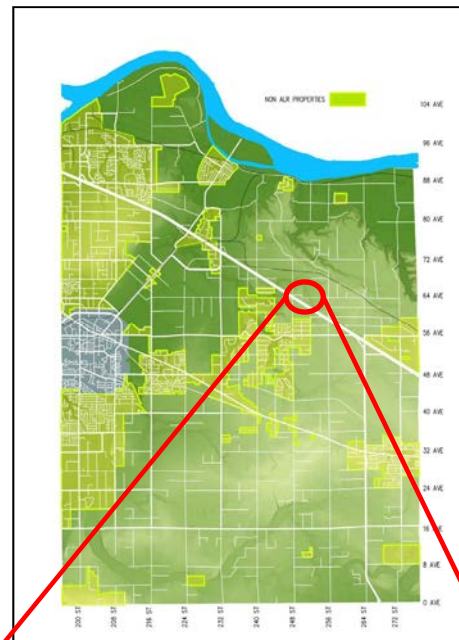 NON ALR PROPERTIES
104 AVE
96 AVE
88 AVE
80 AVE
72 AVE
64 AVE
56 AVE
48 AVE
40 AVE
32 AVE
24 AVE
16 AVE
8 AVE
0 AVE
200 ST
208 ST
216 ST
224 ST
232 ST
240 ST
248 ST
256 ST
264 ST
272 ST